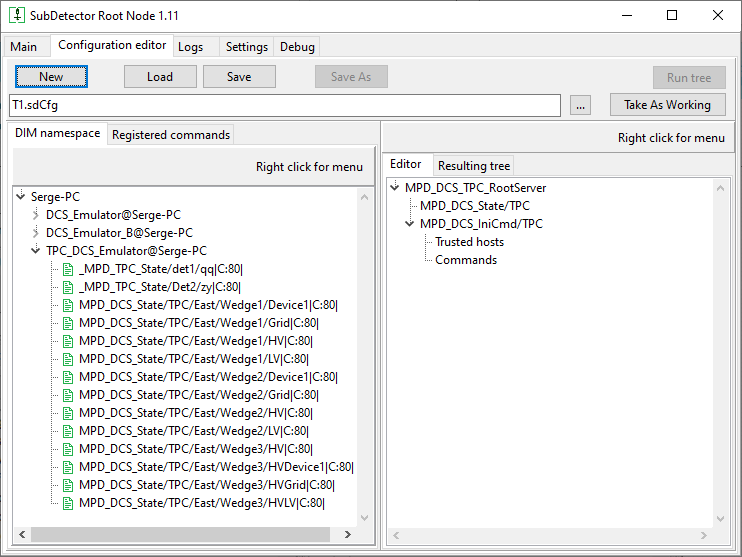 SubDetector Root Node 1.11
Main Configuration editor Logs Settings Debug
New Load Save Save As Run tree
T1.sdCfg ... Take As Working
DIM namespace Registered commands
Right click for menu
Serge-PC
DCS_Emulator@Serge-PC
DCS_Emulator_B@Serge-PC
TPC_DCS_Emulator@Serge-PC
_MPD_TPC_State/det1/qq|C:80|
_MPD_TPC_State/Det2/zy|C:80|
MPD_DCS_State/TPC/East/Wedge1/Device1|C:80|
MPD_DCS_State/TPC/East/Wedge1/Grid|C:80|
MPD_DCS_State/TPC/East/Wedge1/HV|C:80|
MPD_DCS_State/TPC/East/Wedge1/LV|C:80|
MPD_DCS_State/TPC/East/Wedge2/Device1|C:80|
MPD_DCS_State/TPC/East/Wedge2/Grid|C:80|
MPD_DCS_State/TPC/East/Wedge2/HV|C:80|
MPD_DCS_State/TPC/East/Wedge2/LV|C:80|
MPD_DCS_State/TPC/East/Wedge3/HV|C:80|
MPD_DCS_State/TPC/East/Wedge3/HVDevice1|C:80|
MPD_DCS_State/TPC/East/Wedge3/HVGrid|C:80|
MPD_DCS_State/TPC/East/Wedge3/HVLV|C:80|
Right click for menu
Editor Resulting tree
MPD_DCS_TPC_RootServer
MPD_DCS_State/TPC
MPD_DCS_IniCmd/TPC
Trusted hosts
Commands